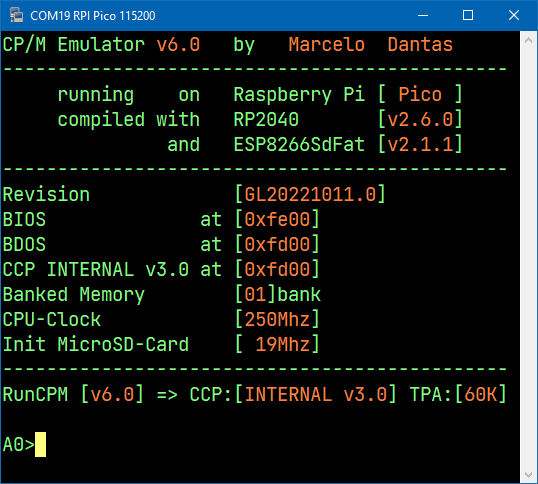 COM19 RPI Pico 115200
CP/M Emulator v6.0   by   Marcelo  Dantas
----------------------------------------------
     running    on   Raspberry Pi [ Pico ]
     compiled with   RP2040       [v2.6.0]
               and   ESP8266SdFat [v2.1.1]
----------------------------------------------
Revision             [GL20221011.0]
BIOS              at [0xfe00]
BDOS              at [0xfd00]
CCP INTERNAL v3.0 at [0xfd00]
Banked Memory        [01]bank
CPU-Clock            [250Mhz]
Init MicroSD-Card    [ 19Mhz]
----------------------------------------------
RunCPM [v6.0] => CCP:[INTERNAL v3.0] TPA:[60K]
A0>